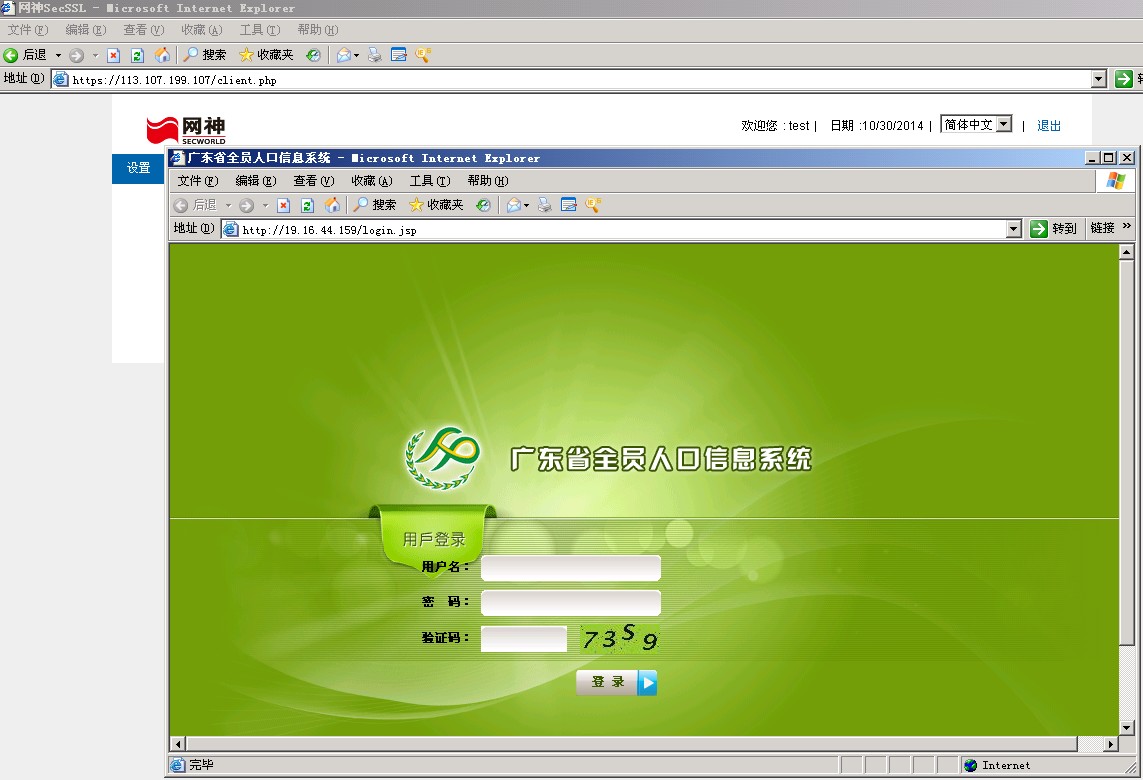 网神SecSSL - Microsoft Internet Explorer
文件(F) 编辑(E) 查看(V) 收藏(A) 工具(T) 帮助(H)
后退 搜索 收藏夹
地址(D) https://113.107.199.107/client.php
网神
SECWORLD
欢迎您 :test | 日期 :10/30/2014 | 简体中文 | 退出
设置
广东省全员人口信息系统 - Microsoft Internet Explorer
文件(F) 编辑(E) 查看(V) 收藏(A) 工具(T) 帮助(H)
后退 搜索 收藏夹
地址(D) http://19.16.44.159/login.jsp 转到 链接 »
广东省全员人口信息系统
用戶登录
用户名：
密 码：
验证码： 73S9
登 录
完毕 Internet